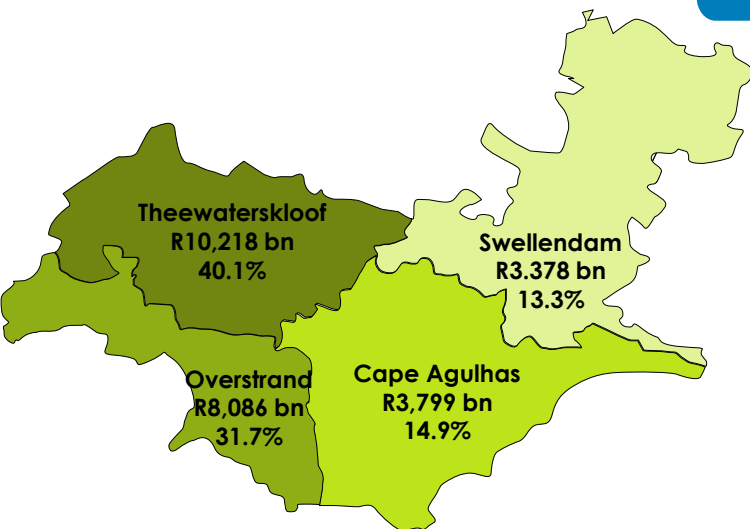 Theewaterskloof
R10,218 bn
40.1%
Swellendam
R3.378 bn
13.3%
Overstrand
R8,086 bn
31.7%
Cape Agulhas
R3,799 bn
14.9%